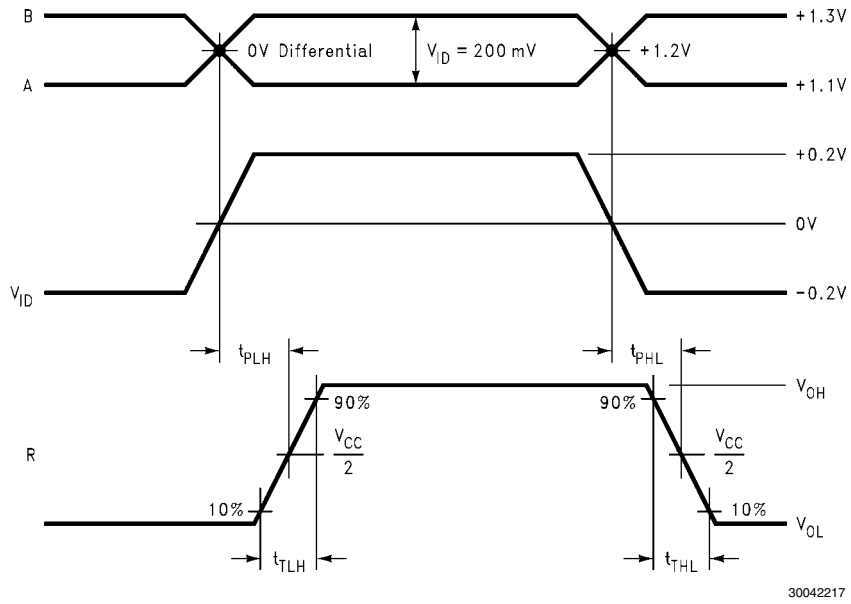 B
+1.3V
0V Differential
V_ID = 200 mV
+1.2V
A
+1.1V
+0.2V
0V
V_ID
-0.2V
t_PLH
t_PHL
V_OH
90%
90%
R
V_CC
2
V_CC
2
10%
10%
V_OL
t_TLH
t_THL
30042217